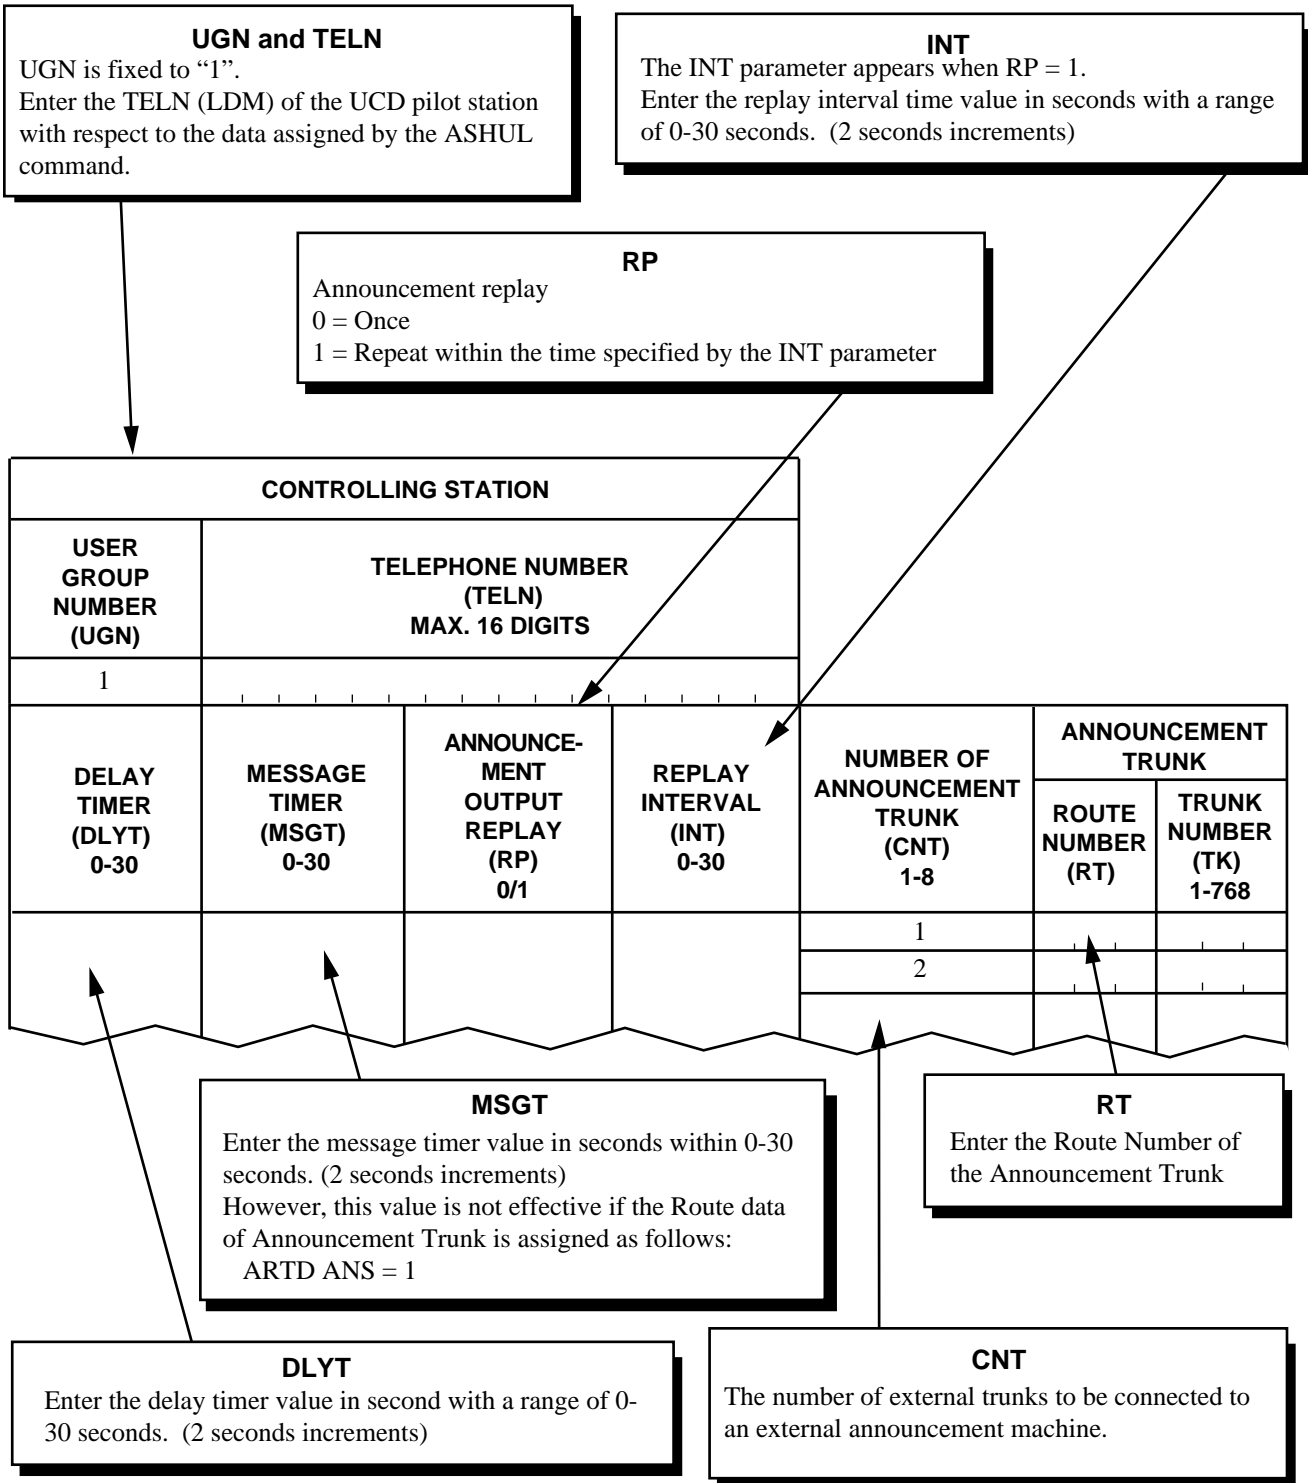 UGN and TELN
UGN is fixed to “1”.
Enter the TELN (LDM) of the UCD pilot station
with respect to the data assigned by the ASHUL
command.
INT
The INT parameter appears when RP = 1.
Enter the replay interval time value in seconds with a range
of 0-30 seconds. (2 seconds increments)
RP
Announcement replay
0 = Once
1 = Repeat within the time specified by the INT parameter
CONTROLLING STATION
USER
GROUP
NUMBER
(UGN)
TELEPHONE NUMBER
(TELN)
MAX. 16 DIGITS
1
DELAY
TIMER
(DLYT)
0-30
MESSAGE
TIMER
(MSGT)
0-30
ANNOUNCE-
MENT
OUTPUT
REPLAY
(RP)
0/1
REPLAY
INTERVAL
(INT)
0-30
NUMBER OF
ANNOUNCEMENT
TRUNK
(CNT)
1-8
ANNOUNCEMENT
TRUNK
ROUTE
NUMBER
(RT)
TRUNK
NUMBER
(TK)
1-768
1
2
MSGT
Enter the message timer value in seconds within 0-30
seconds. (2 seconds increments)
However, this value is not effective if the Route data
of Announcement Trunk is assigned as follows:
ARTD ANS = 1
RT
Enter the Route Number of
the Announcement Trunk
DLYT
Enter the delay timer value in second with a range of 0-
30 seconds. (2 seconds increments)
CNT
The number of external trunks to be connected to
an external announcement machine.